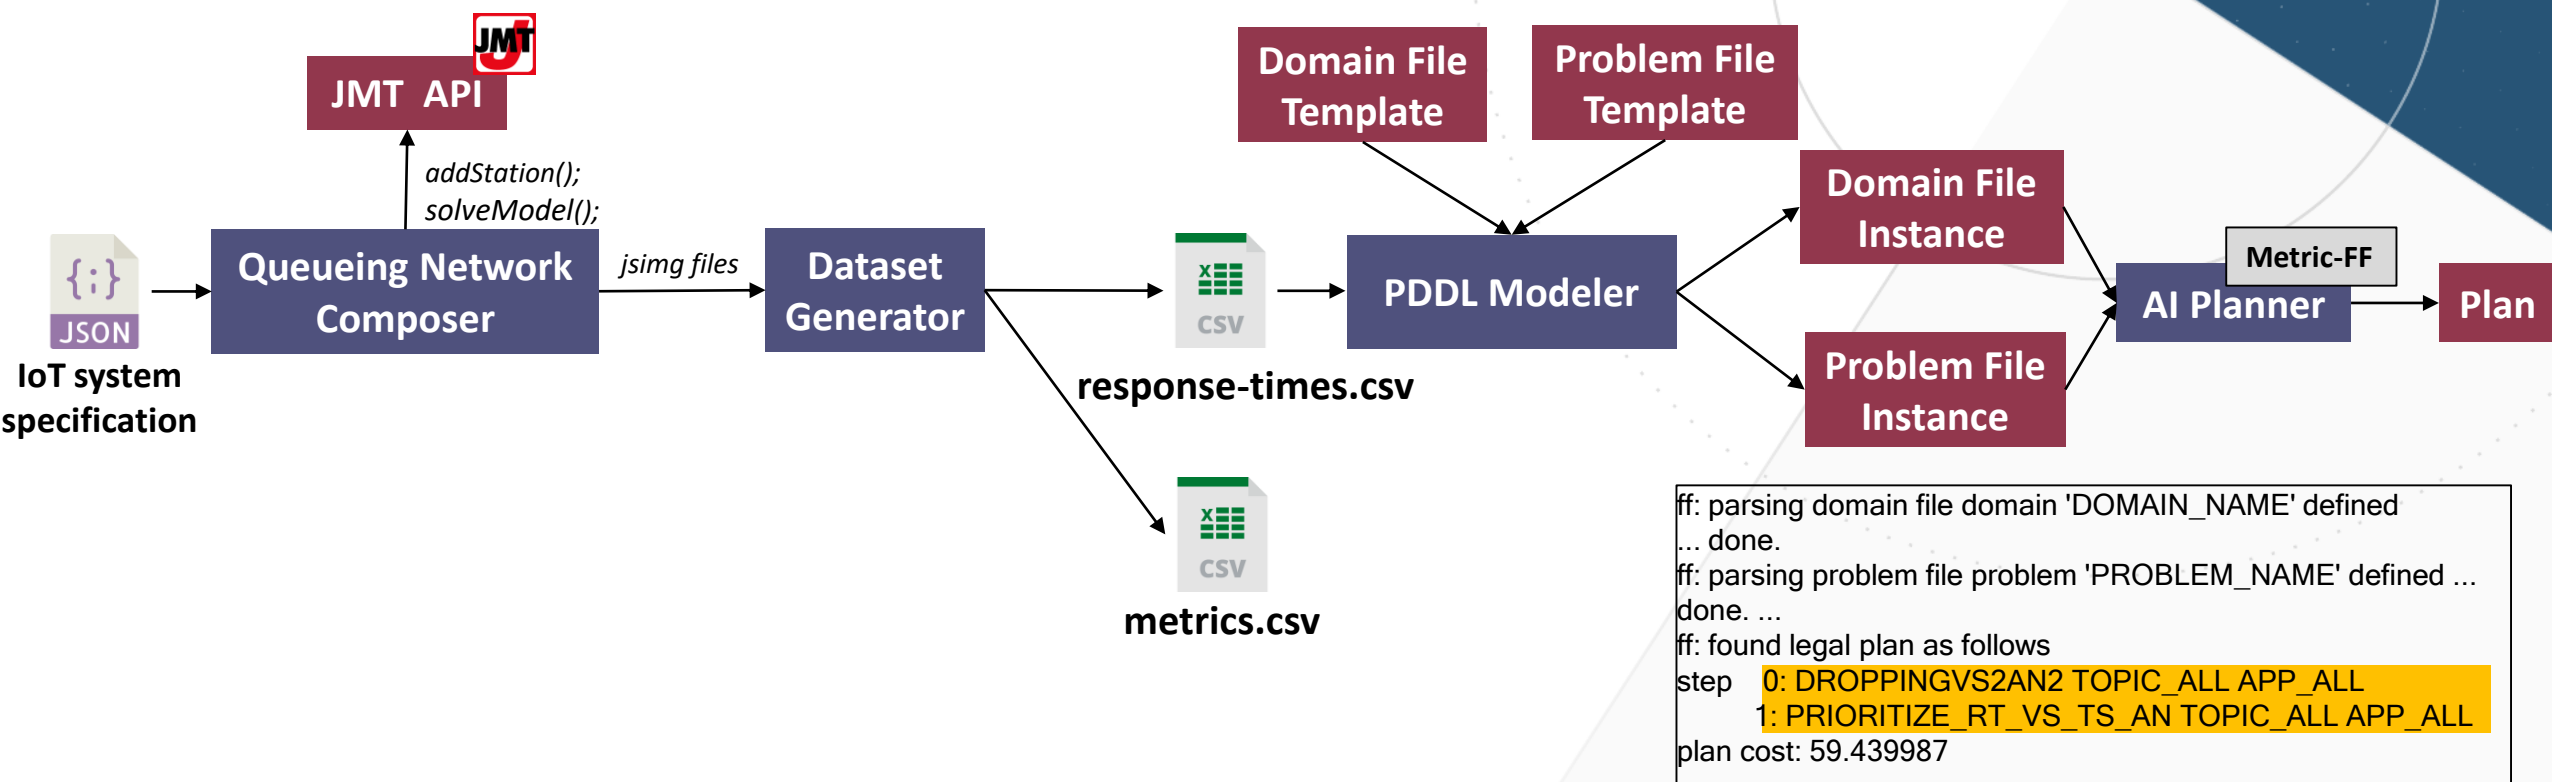 JMT
JMT API
addStation();
solveModel();
{;}
JSON
IoT system
specification
Queueing Network
Composer
jsimg files
Dataset
Generator
X
CSV
response-times.csv
X
CSV
metrics.csv
Domain File
Template
Problem File
Template
PDDL Modeler
Domain File
Instance
Problem File
Instance
Metric-FF
AI Planner
Plan
ff: parsing domain file domain 'DOMAIN_NAME' defined
... done.
ff: parsing problem file problem 'PROBLEM_NAME' defined ...
done. ...
ff: found legal plan as follows
step 0: DROPPINGVS2AN2 TOPIC_ALL APP_ALL
1: PRIORITIZE_RT_VS_TS_AN TOPIC_ALL APP_ALL
plan cost: 59.439987